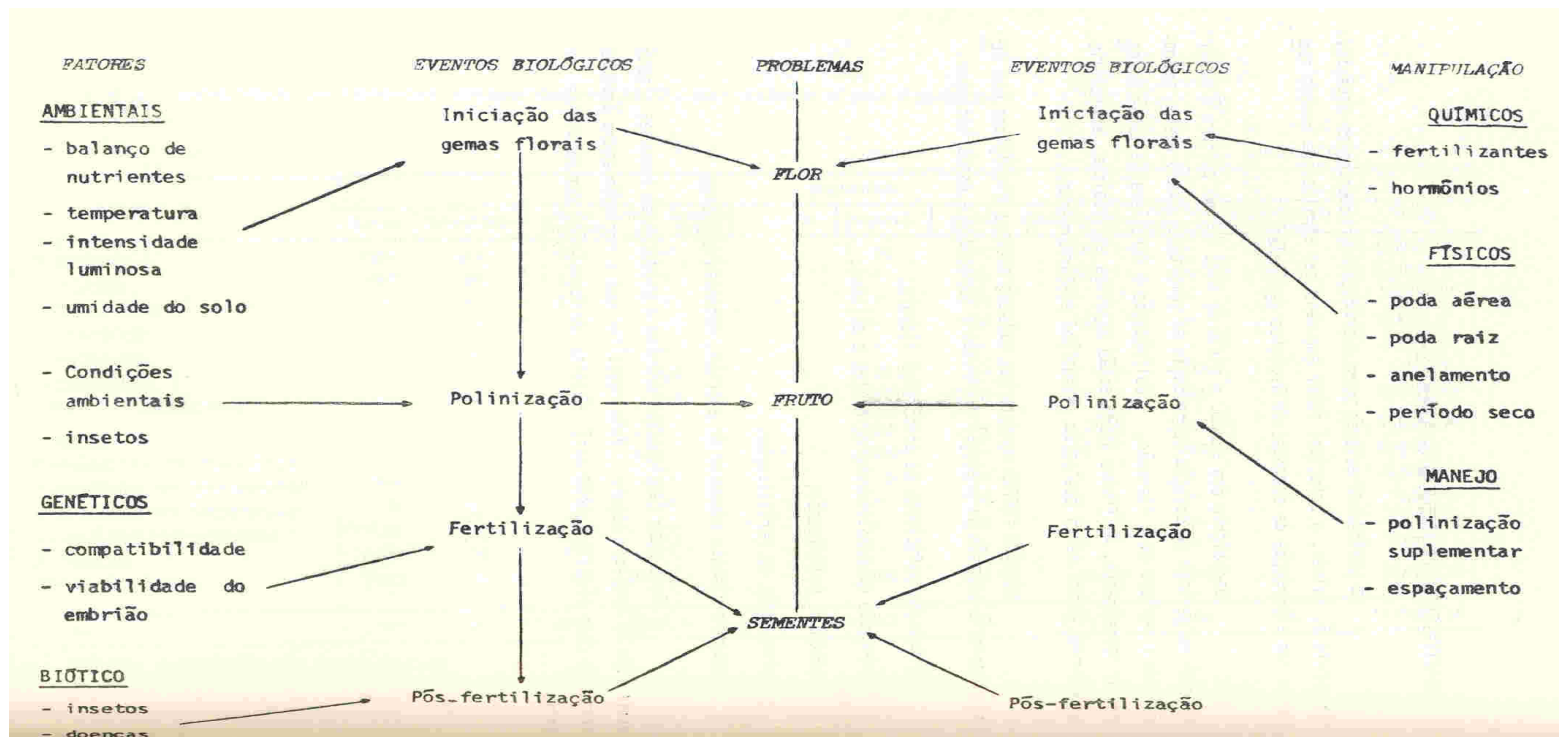 FATORES
EVENTOS BIOLÓGICOS
PROBLEMAS
EVENTOS BIOLÓGICOS
MANIPULAÇÃO
AMBIENTAIS
- balanço de
nutrientes
- temperatura
- intensidade
luminosa
- umidade do solo
- Condições
ambientais
- insetos
GENÉTICOS
- compatibilidade
- viabilidade do
embrião
BIÓTICO
- insetos
- doenças
Iniciação das
gemas florais
Polinização
Fertilização
Pós-fertilização
FLOR
FRUTO
SEMENTES
Iniciação das
gemas florais
Polinização
Fertilização
Pós-fertilização
QUÍMICOS
- fertilizantes
- hormônios
FÍSICOS
- poda aérea
- poda raiz
- anelamento
- período seco
MANEJO
- polinização
suplementar
- espaçamento